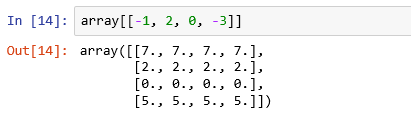 In [14]: array[[-1, 2, 0, -3]]
Out[14]: array([[7., 7., 7., 7.],
[2., 2., 2., 2.],
[0., 0., 0., 0.],
[5., 5., 5., 5.]])